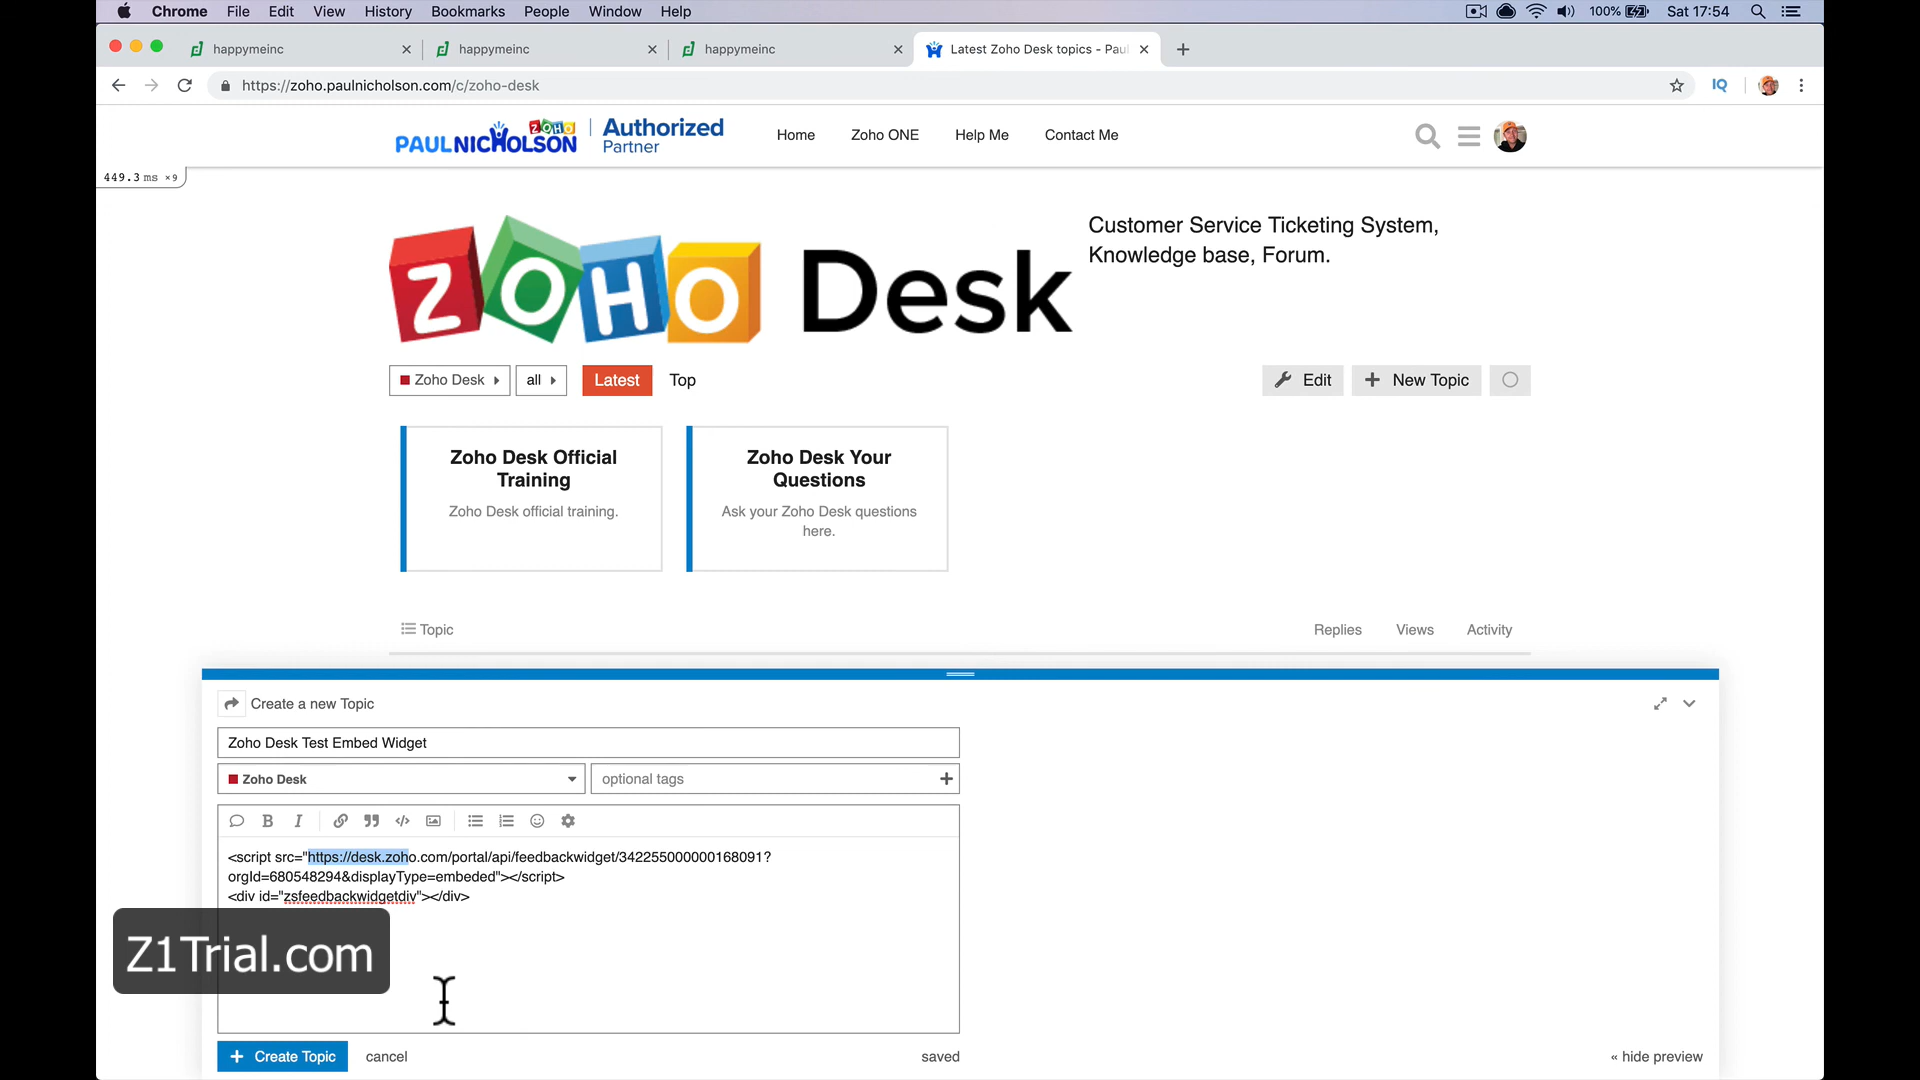 Chrome File Edit View History Bookmarks People Window Help 100% Sat 17:54
happymeinc happymeinc happymeinc Latest Zoho Desk topics - Pau
https://zoho.paulnicholson.com/c/zoho-desk IQ
PAULNICHOLSON ZOHO Authorized Partner Home Zoho ONE Help Me Contact Me
449.3 ms ×9
ZOHO Desk
Customer Service Ticketing System,
Knowledge base, Forum.
Zoho Desk all Latest Top Edit + New Topic
Zoho Desk Official
Training
Zoho Desk official training.
Zoho Desk Your
Questions
Ask your Zoho Desk questions
here.
Topic Replies Views Activity
Create a new Topic
Zoho Desk Test Embed Widget
Zoho Desk optional tags +
B I
<script src="https://desk.zoho.com/portal/api/feedbackwidget/342255000000168091?
orgId=680548294&displayType=embeded"></script>
<div id="zsfeedbackwidgetdiv"></div>
Z1Trial.com
+ Create Topic cancel saved « hide preview